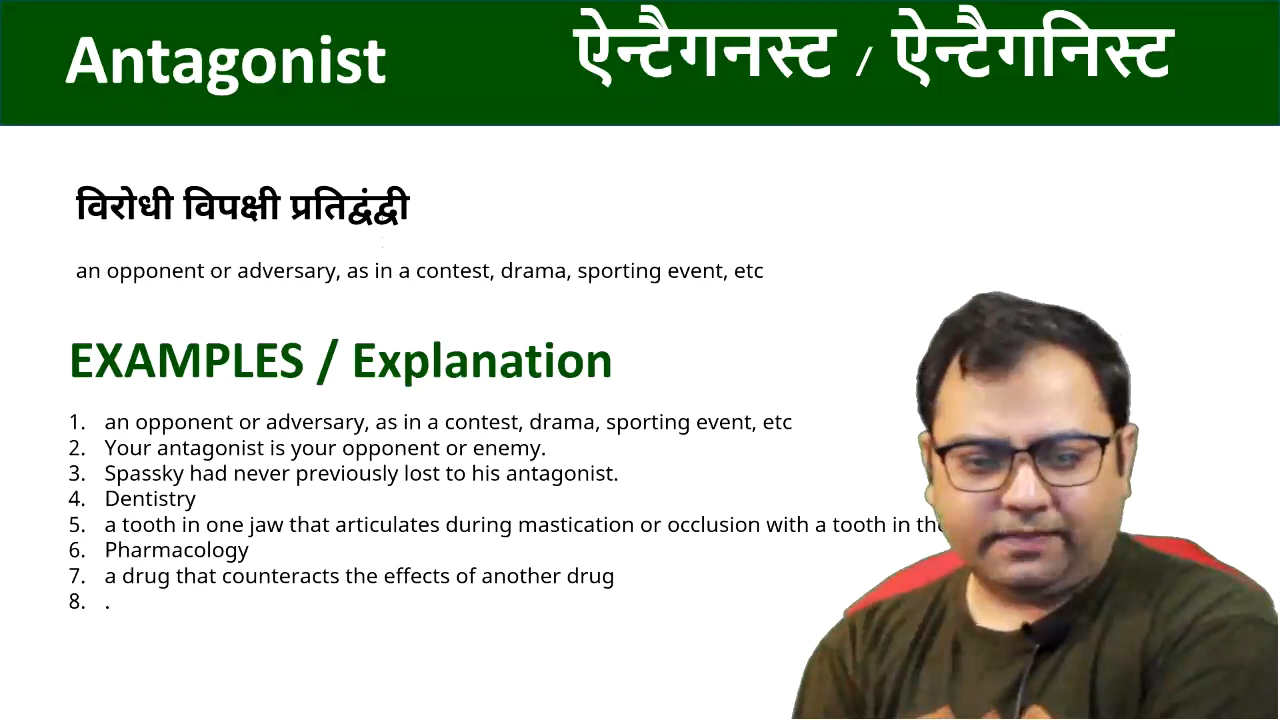 Antagonist ऐन्टैगनस्ट / ऐन्टैगनिस्ट
विरोधी विपक्षी प्रतिद्वंद्वी
an opponent or adversary, as in a contest, drama, sporting event, etc
EXAMPLES / Explanation
1. an opponent or adversary, as in a contest, drama, sporting event, etc
2. Your antagonist is your opponent or enemy.
3. Spassky had never previously lost to his antagonist.
4. Dentistry
5. a tooth in one jaw that articulates during mastication or occlusion with a tooth in
6. Pharmacology
7. a drug that counteracts the effects of another drug
8. .